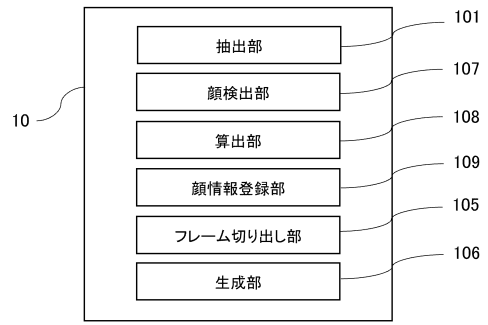 抽出部 101
顔検出部 107
10 算出部 108
顔情報登録部 109
フレーム切り出し部 105
生成部 106